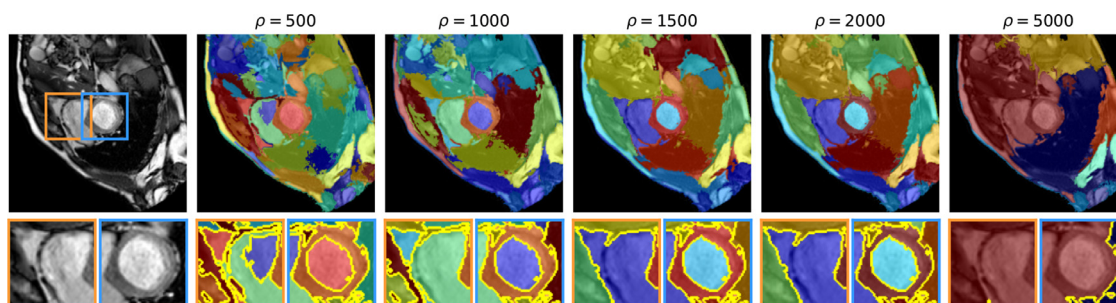 ρ = 500
ρ = 1000
ρ = 1500
ρ = 2000
ρ = 5000